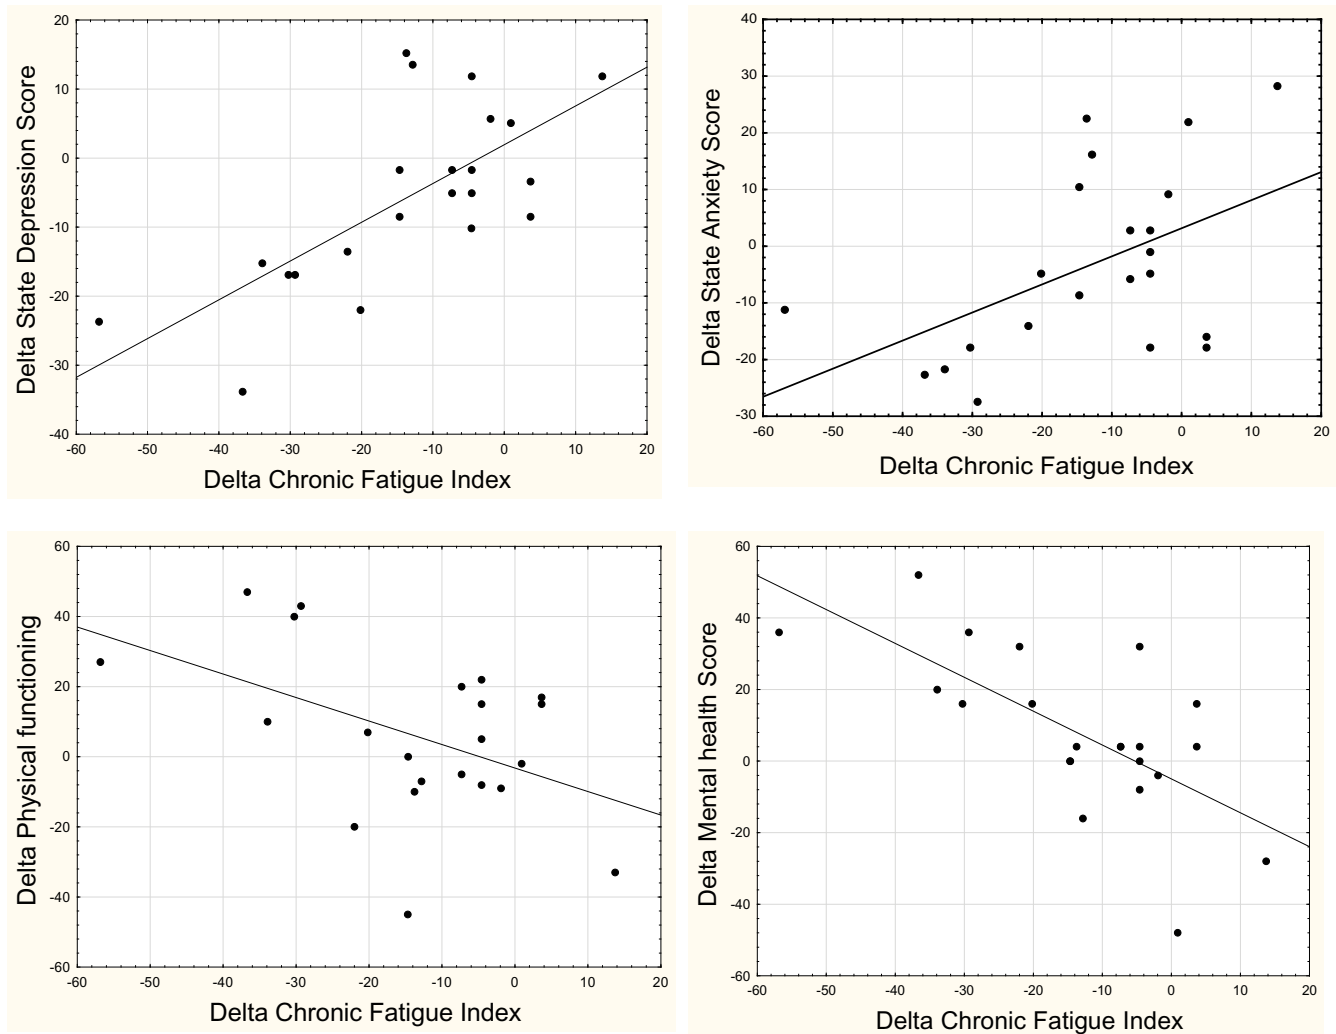 20
10
0
-10
-20
-30
-40
-60 -50 -40 -30 -20 -10 0 10 20
Delta State Depression Score
Delta Chronic Fatigue Index
40
30
20
10
0
-10
-20
-30
-60 -50 -40 -30 -20 -10 0 10 20
Delta State Anxiety Score
Delta Chronic Fatigue Index
60
40
20
0
-20
-40
-60
-60 -50 -40 -30 -20 -10 0 10 20
Delta Physical functioning
Delta Chronic Fatigue Index
60
40
20
0
-20
-40
-60
-60 -50 -40 -30 -20 -10 0 10 20
Delta Mental health Score
Delta Chronic Fatigue Index